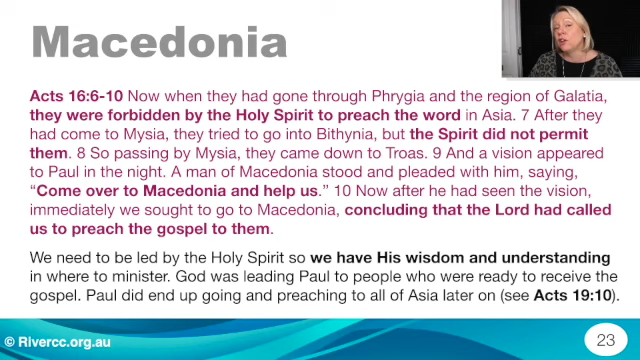 Macedonia
Acts 16:6-10 Now when they had gone through Phrygia and the region of Galatia,
they were forbidden by the Holy Spirit to preach the word in Asia. 7 After they
had come to Mysia, they tried to go into Bithynia, but the Spirit did not permit
them. 8 So passing by Mysia, they came down to Troas. 9 And a vision appeared
to Paul in the night. A man of Macedonia stood and pleaded with him, saying,
“Come over to Macedonia and help us.” 10 Now after he had seen the vision,
immediately we sought to go to Macedonia, concluding that the Lord had called
us to preach the gospel to them.
We need to be led by the Holy Spirit so we have His wisdom and understanding
in where to minister. God was leading Paul to people who were ready to receive the
gospel. Paul did end up going and preaching to all of Asia later on (see Acts 19:10).
© Rivercc.org.au
23